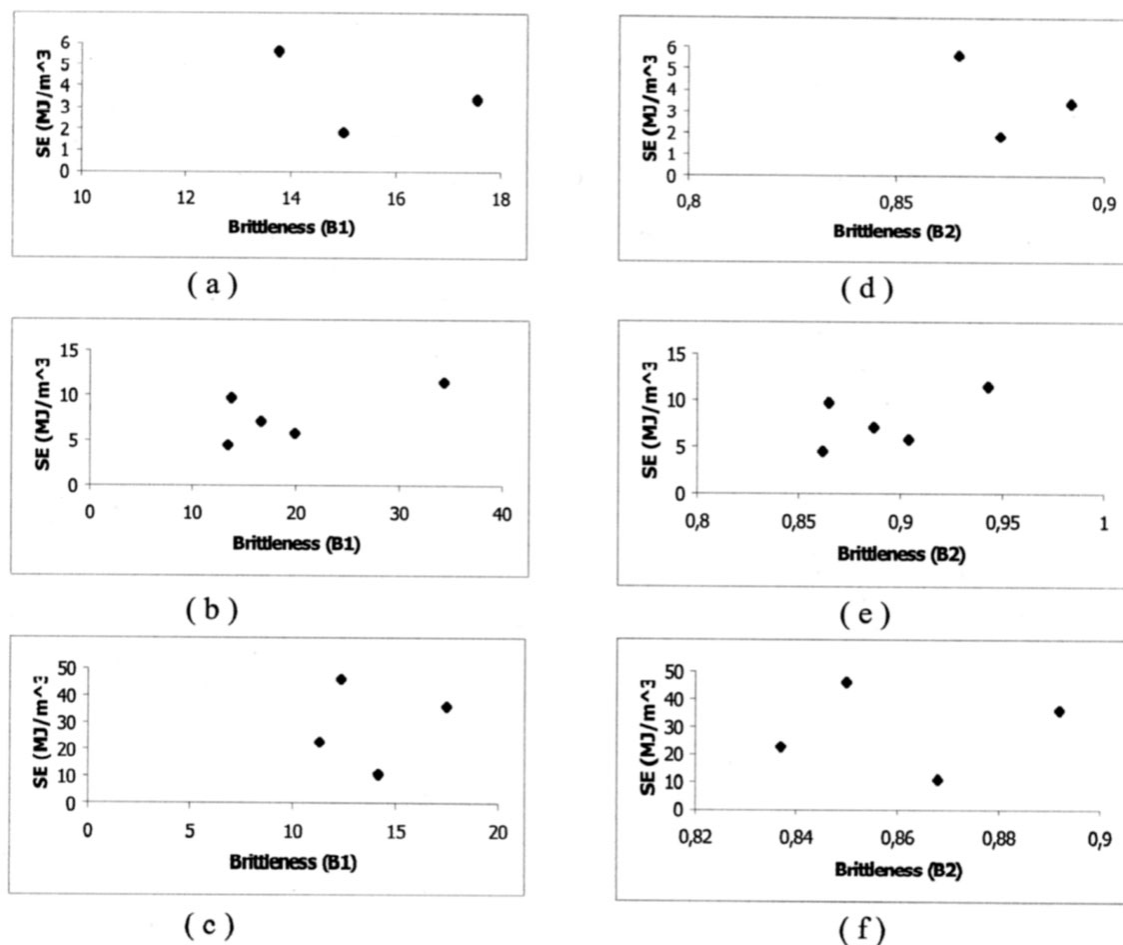 SE (MJ/m^3
6
5
4
3
2
1
0
10 12 14 16 18
Brittleness (B1)
( a )
SE (MJ/m^3
6
5
4
3
2
1
0
0,8 0,85 0,9
Brittleness (B2)
( d )
SE (MJ/m^3
15
10
5
0
0 10 20 30 40
Brittleness (B1)
( b )
SE (MJ/m^3
15
10
5
0
0,8 0,85 0,9 0,95 1
Brittleness (B2)
( e )
SE (MJ/m^3
50
40
30
20
10
0
0 5 10 15 20
Brittleness (B1)
( c )
SE (MJ/m^3
50
40
30
20
10
0
0,82 0,84 0,86 0,88 0,9
Brittleness (B2)
( f )